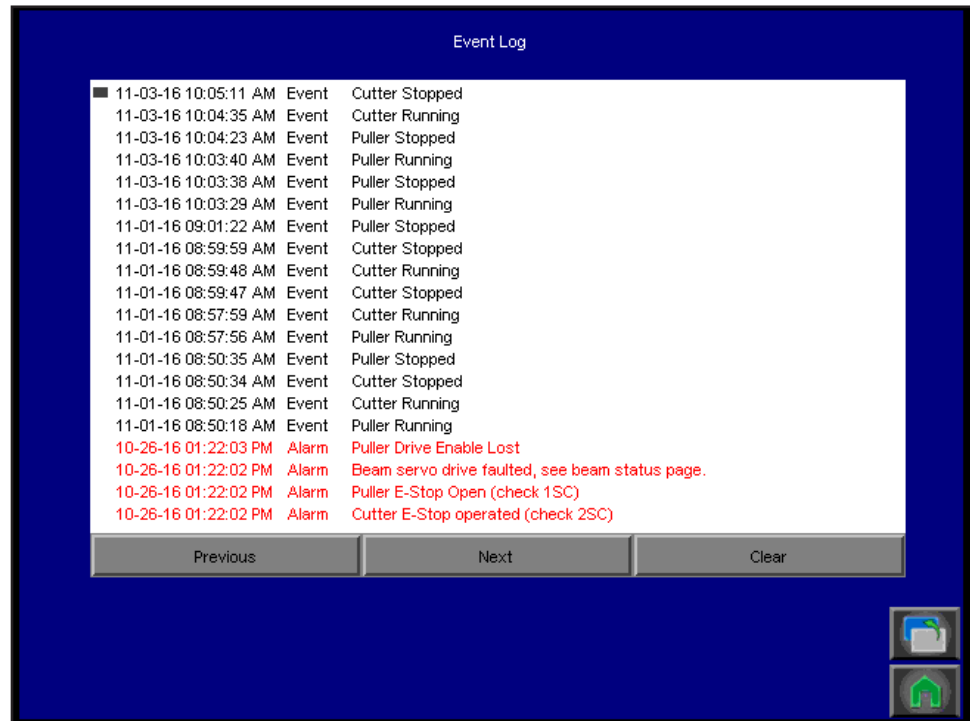 Event Log
11-03-16 10:05:11 AM Event Cutter Stopped
11-03-16 10:04:35 AM Event Cutter Running
11-03-16 10:04:23 AM Event Puller Stopped
11-03-16 10:03:40 AM Event Puller Running
11-03-16 10:03:38 AM Event Puller Stopped
11-03-16 10:03:29 AM Event Puller Running
11-01-16 09:01:22 AM Event Puller Stopped
11-01-16 08:59:59 AM Event Cutter Stopped
11-01-16 08:59:48 AM Event Cutter Running
11-01-16 08:59:47 AM Event Cutter Stopped
11-01-16 08:57:59 AM Event Cutter Running
11-01-16 08:57:56 AM Event Puller Running
11-01-16 08:50:35 AM Event Puller Stopped
11-01-16 08:50:34 AM Event Cutter Stopped
11-01-16 08:50:25 AM Event Cutter Running
11-01-16 08:50:18 AM Event Puller Running
10-26-16 01:22:03 PM Alarm Puller Drive Enable Lost
10-26-16 01:22:02 PM Alarm Beam servo drive faulted, see beam status page.
10-26-16 01:22:02 PM Alarm Puller E-Stop Open (check 1SC)
10-26-16 01:22:02 PM Alarm Cutter E-Stop operated (check 2SC)
Previous Next Clear